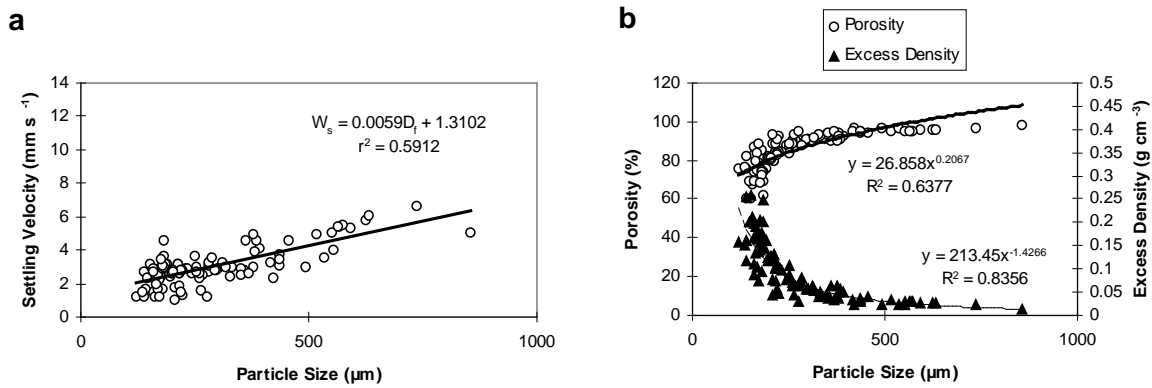 a
14
12
10
8
6
4
2
0
Settling Velocity (mm s -1)
Ws = 0.0059Df + 1.3102
r2 = 0.5912
0
500
1000
Particle Size (µm)
b
Porosity
Excess Density
120
100
80
60
40
20
0
Porosity (%)
0.5
0.45
0.4
0.35
0.3
0.25
0.2
0.15
0.1
0.05
0
Excess Density (g cm -3)
y = 26.858x0.2067
R2 = 0.6377
y = 213.45x-1.4266
R2 = 0.8356
0
500
1000
Particle Size (µm)